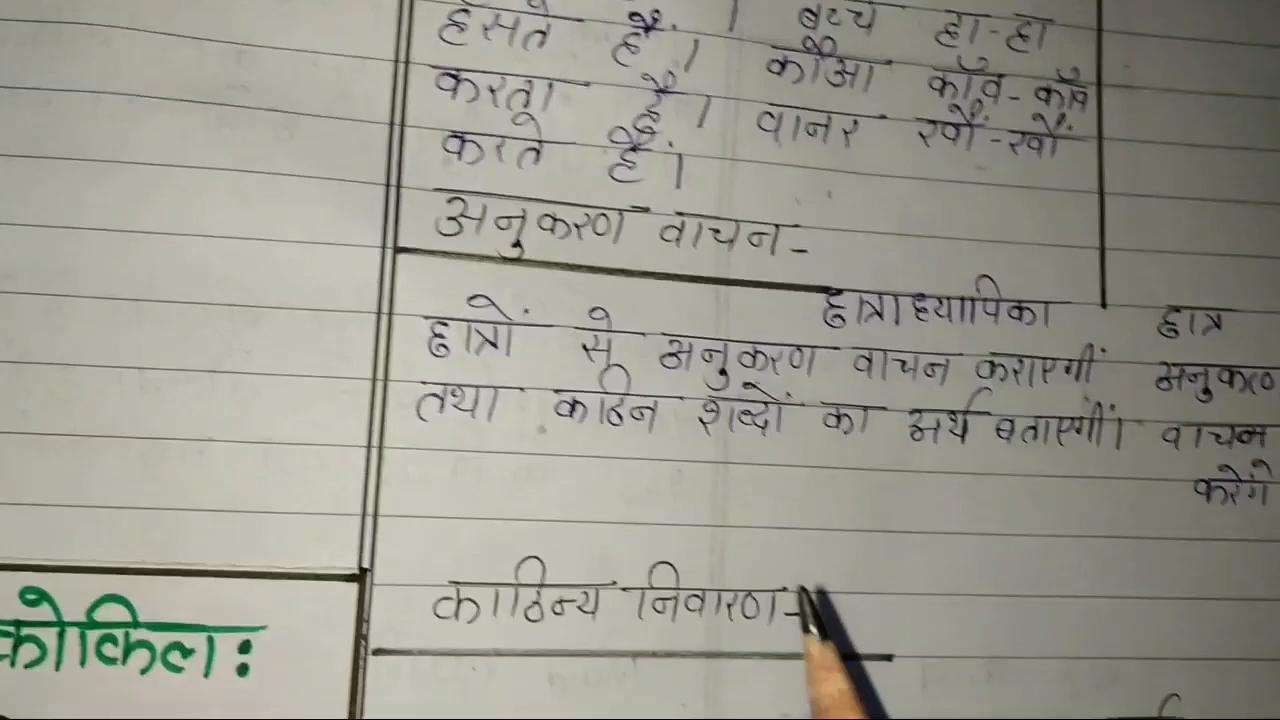 हँसते हैं । बच्चे हा-हा
करता है । कौआ काँव-काँव
करते हैं । वानर खौं-खौं
अनुकरण वाचन-
छात्राध्यापिका छात्र
छात्रों से अनुकरण वाचन कराएगीं अनुकरण
तथा कठिन शब्दों का अर्थ बताएगीं। वाचन
करेंगे
काठिन्य निवारण-
कोकिलः